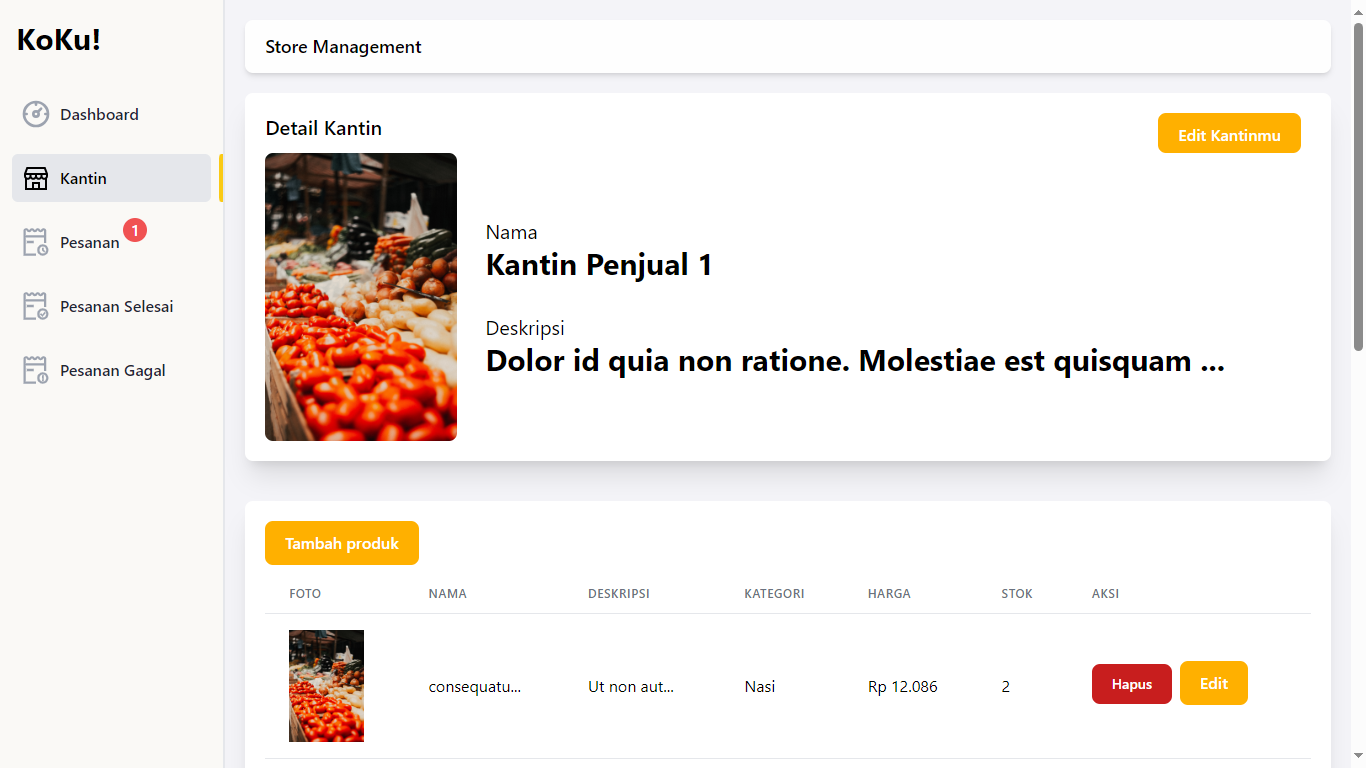 KoKu!
Dashboard
Kantin
Pesanan 1
Pesanan Selesai
Pesanan Gagal
Store Management
Detail Kantin
Edit Kantinmu
Nama
Kantin Penjual 1
Deskripsi
Dolor id quia non ratione. Molestiae est quisquam ...
Tambah produk
FOTO NAMA DESKRIPSI KATEGORI HARGA STOK AKSI
consequatu... Ut non aut... Nasi Rp 12.086 2 Hapus Edit